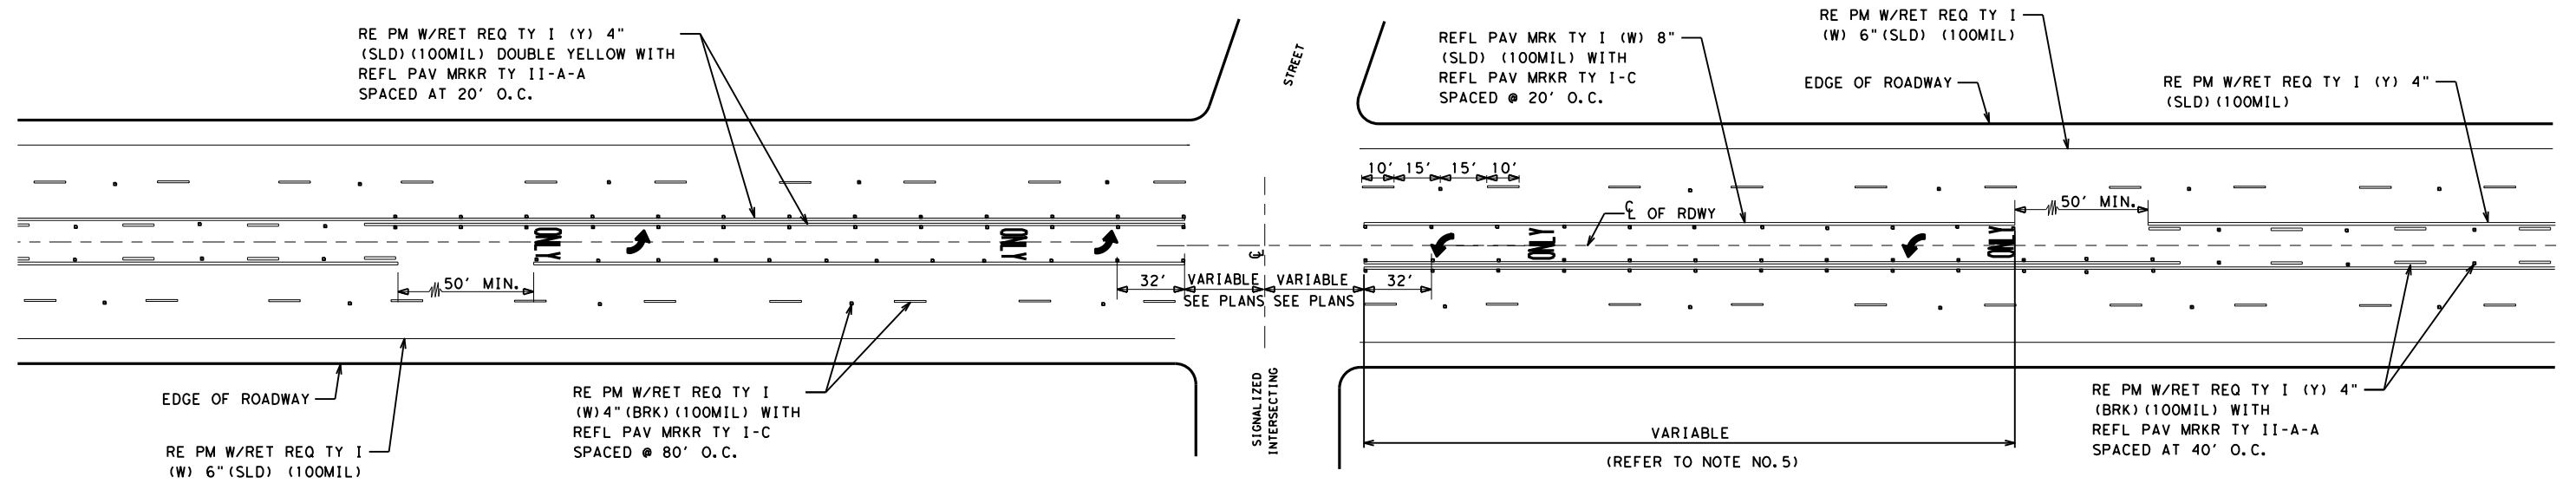 RE PM W/RET REQ TY I (Y) 4"
(SLD)(100MIL) DOUBLE YELLOW WITH
REFL PAV MRKR TY II-A-A
SPACED AT 20' O.C.
STREET
REFL PAV MRK TY I (W) 8"
(SLD) (100MIL) WITH
REFL PAV MRKR TY I-C
SPACED @ 20' O.C.
RE PM W/RET REQ TY I
(W) 6"(SLD) (100MIL)
EDGE OF ROADWAY
RE PM W/RET REQ TY I (Y) 4"
(SLD)(100MIL)
10' 15' 15' 10'
℄ OF RDWY
50' MIN.
ONLY
ONLY
ONLY
ONLY
℄
50' MIN.
32'
VARIABLE
SEE PLANS
VARIABLE
SEE PLANS
32'
EDGE OF ROADWAY
RE PM W/RET REQ TY I
(W) 6"(SLD) (100MIL)
RE PM W/RET REQ TY I
(W)4"(BRK)(100MIL) WITH
REFL PAV MRKR TY I-C
SPACED @ 80' O.C.
SIGNALIZED
INTERSECTING
VARIABLE
(REFER TO NOTE NO.5)
RE PM W/RET REQ TY I (Y) 4"
(BRK)(100MIL) WITH
REFL PAV MRKR TY II-A-A
SPACED AT 40' O.C.